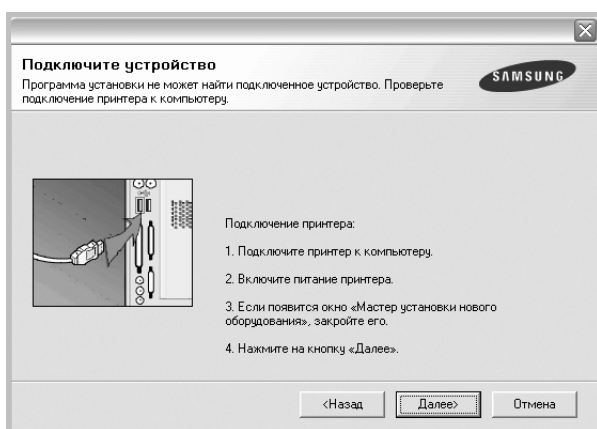 Подключите устройство
Программа установки не может найти подключенное устройство. Проверьте
подключение принтера к компьютеру.
SAMSUNG
Подключение принтера:
1. Подключите принтер к компьютеру.
2. Включите питание принтера.
3. Если появится окно «Мастер установки нового
оборудования», закройте его.
4. Нажмите на кнопку «Далее».
<Назад
Далее>
Отмена